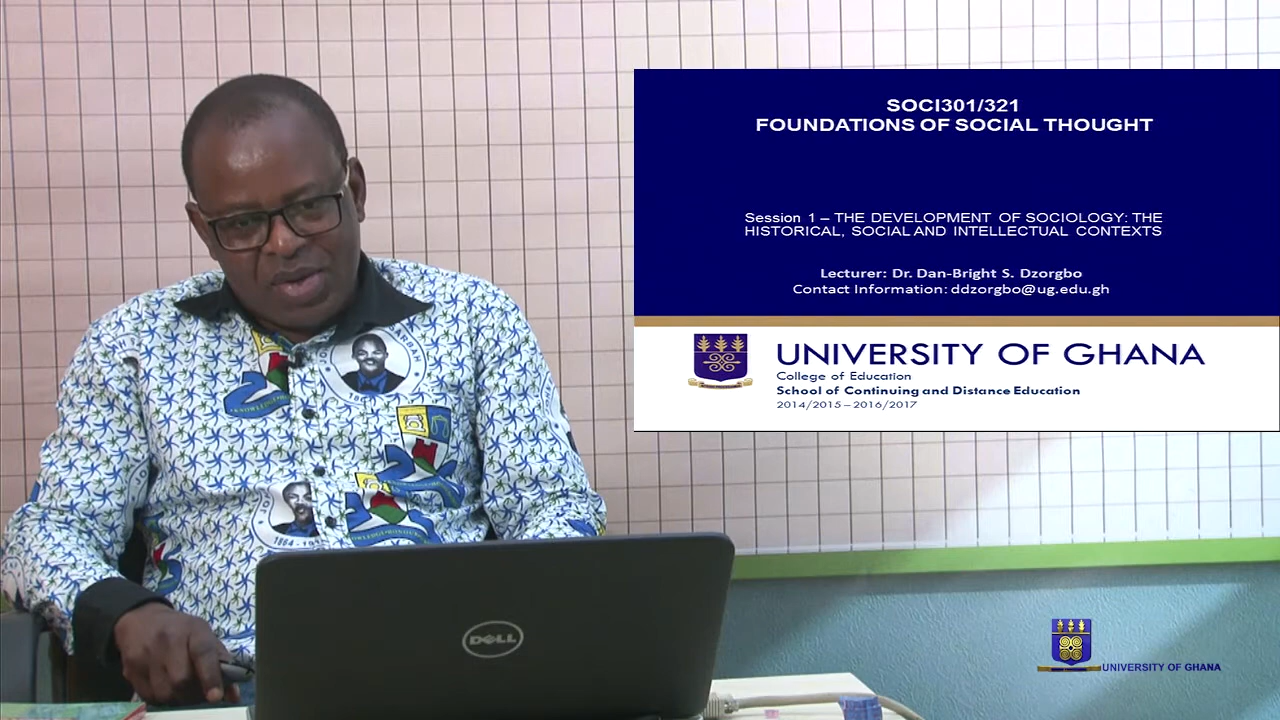 SOCI301/321
FOUNDATIONS OF SOCIAL THOUGHT
Session 1 – THE DEVELOPMENT OF SOCIOLOGY: THE
HISTORICAL, SOCIAL AND INTELLECTUAL CONTEXTS
Lecturer: Dr. Dan-Bright S. Dzorgbo
Contact Information: ddzorgbo@ug.edu.gh
UNIVERSITY OF GHANA
College of Education
School of Continuing and Distance Education
2014/2015 – 2016/2017
DELL
UNIVERSITY OF GHANA